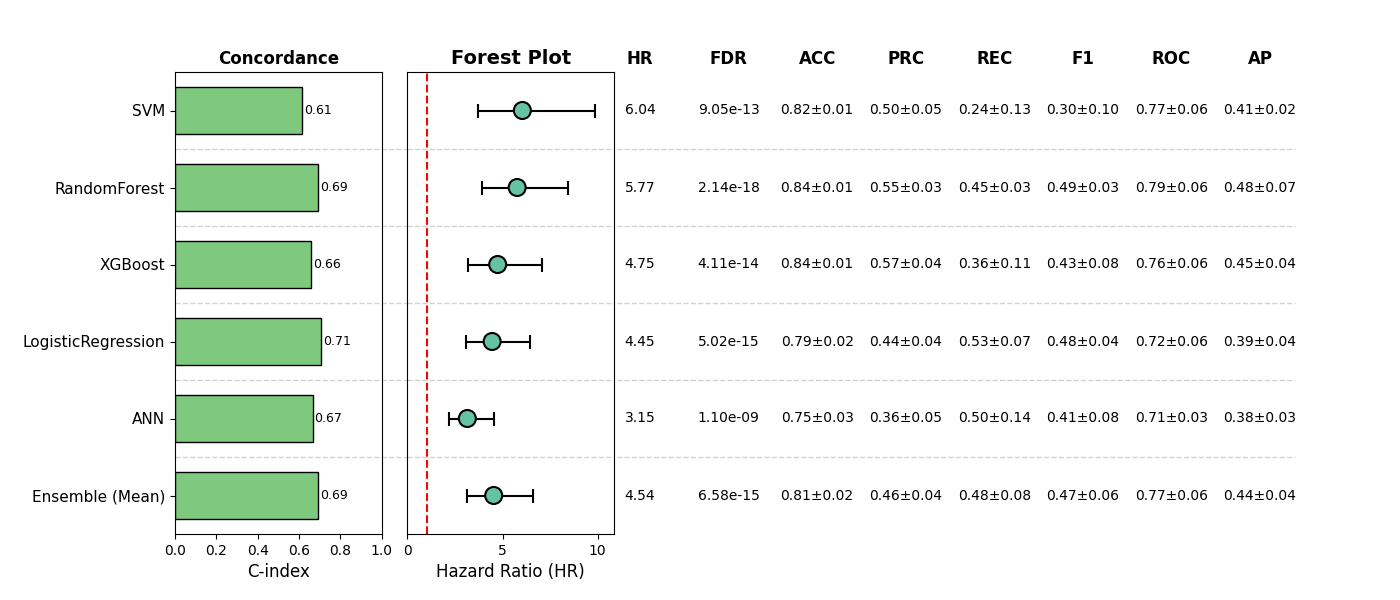 Concordance Forest Plot HR FDR ACC PRC REC F1 ROC AP
SVM 0.61 6.04 9.05e-13 0.82±0.01 0.50±0.05 0.24±0.13 0.30±0.10 0.77±0.06 0.41±0.02
RandomForest 0.69 5.77 2.14e-18 0.84±0.01 0.55±0.03 0.45±0.03 0.49±0.03 0.79±0.06 0.48±0.07
XGBoost 0.66 4.75 4.11e-14 0.84±0.01 0.57±0.04 0.36±0.11 0.43±0.08 0.76±0.06 0.45±0.04
LogisticRegression 0.71 4.45 5.02e-15 0.79±0.02 0.44±0.04 0.53±0.07 0.48±0.04 0.72±0.06 0.39±0.04
ANN 0.67 3.15 1.10e-09 0.75±0.03 0.36±0.05 0.50±0.14 0.41±0.08 0.71±0.03 0.38±0.03
Ensemble (Mean) 0.69 4.54 6.58e-15 0.81±0.02 0.46±0.04 0.48±0.08 0.47±0.06 0.77±0.06 0.44±0.04
0.0 0.2 0.4 0.6 0.8 1.0 0 5 10
C-index Hazard Ratio (HR)